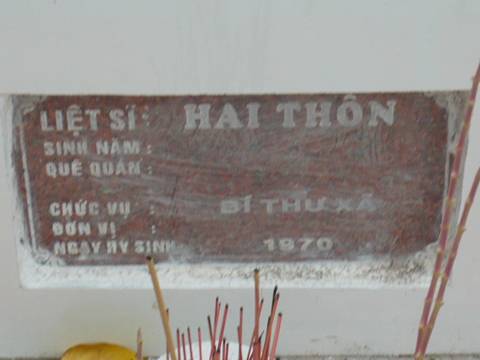 LIỆT SĨ : HAI THÔN
SINH NĂM :
QUÊ QUÁN :
CHỨC VỤ : BÍ THƯ XÃ
ĐƠN VỊ :
NGÀY HY SINH 1970